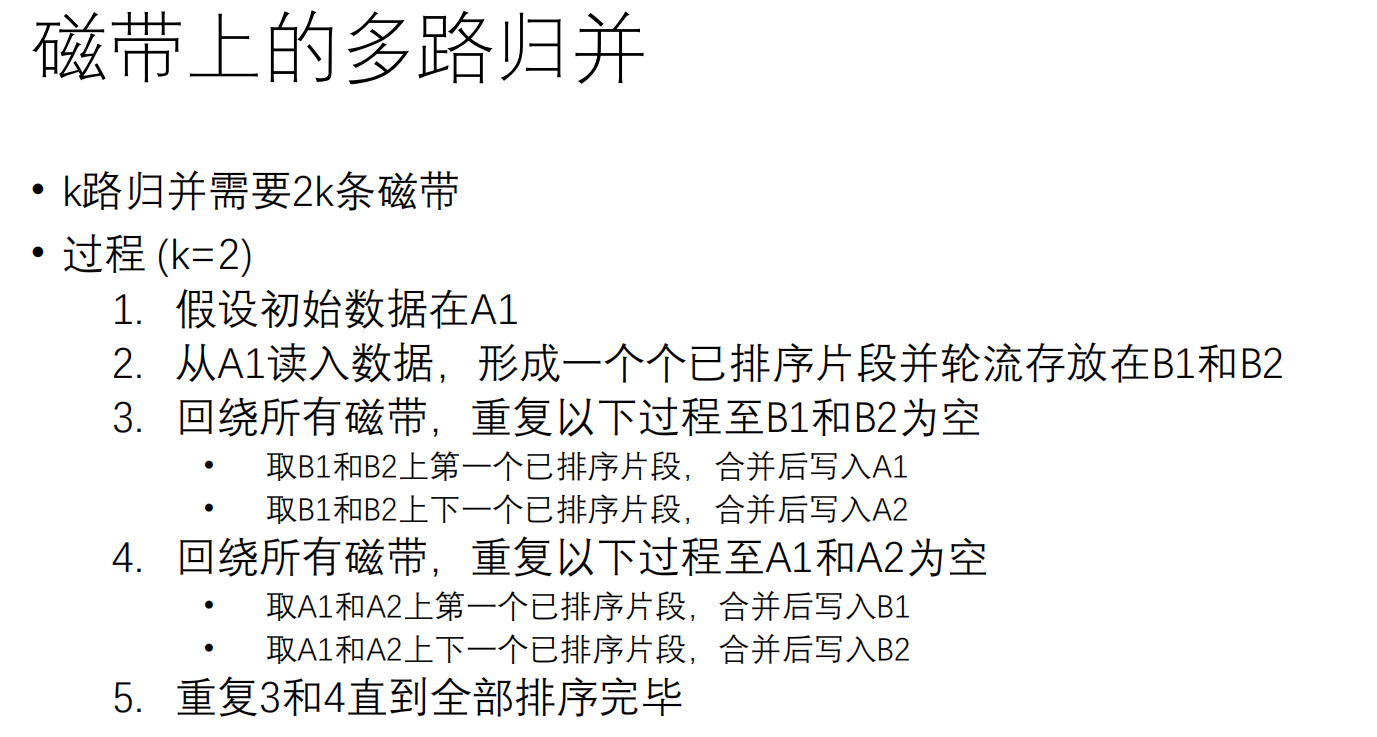 磁带上的多路归并
• k路归并需要2k条磁带
• 过程 (k=2)
1. 假设初始数据在A1
2. 从A1读入数据，形成一个个已排序片段并轮流存放在B1和B2
3. 回绕所有磁带，重复以下过程至B1和B2为空
• 取B1和B2上第一个已排序片段，合并后写入A1
• 取B1和B2上下一个已排序片段，合并后写入A2
4. 回绕所有磁带，重复以下过程至A1和A2为空
• 取A1和A2上第一个已排序片段，合并后写入B1
• 取A1和A2上下一个已排序片段，合并后写入B2
5. 重复3和4直到全部排序完毕